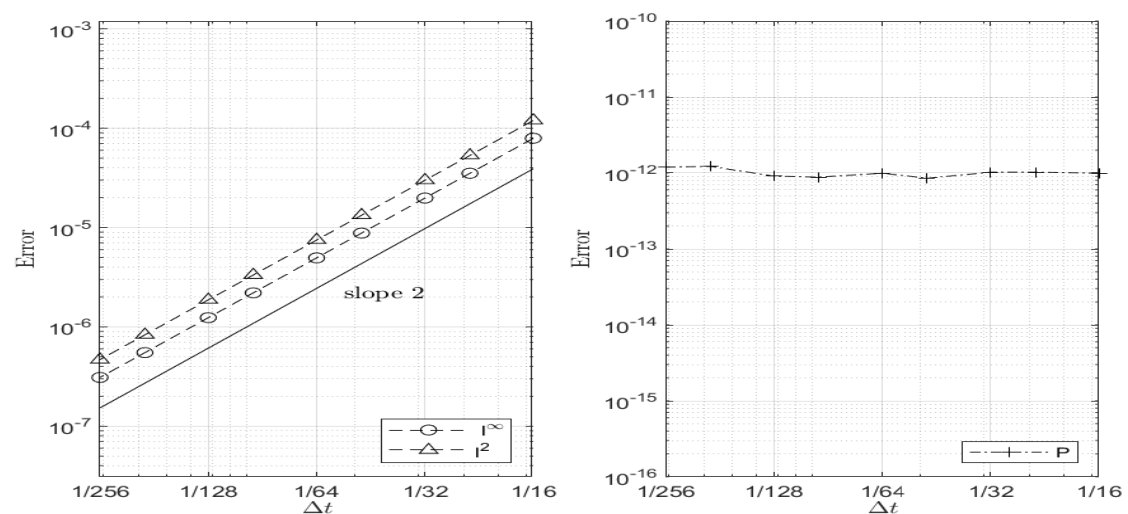 10^-3
10^-4
10^-5
10^-6
10^-7
Error
slope 2
l^∞
l^2
1/256 1/128 1/64 1/32 1/16
Δt
10^-10
10^-11
10^-12
10^-13
10^-14
10^-15
10^-16
Error
P
1/256 1/128 1/64 1/32 1/16
Δt